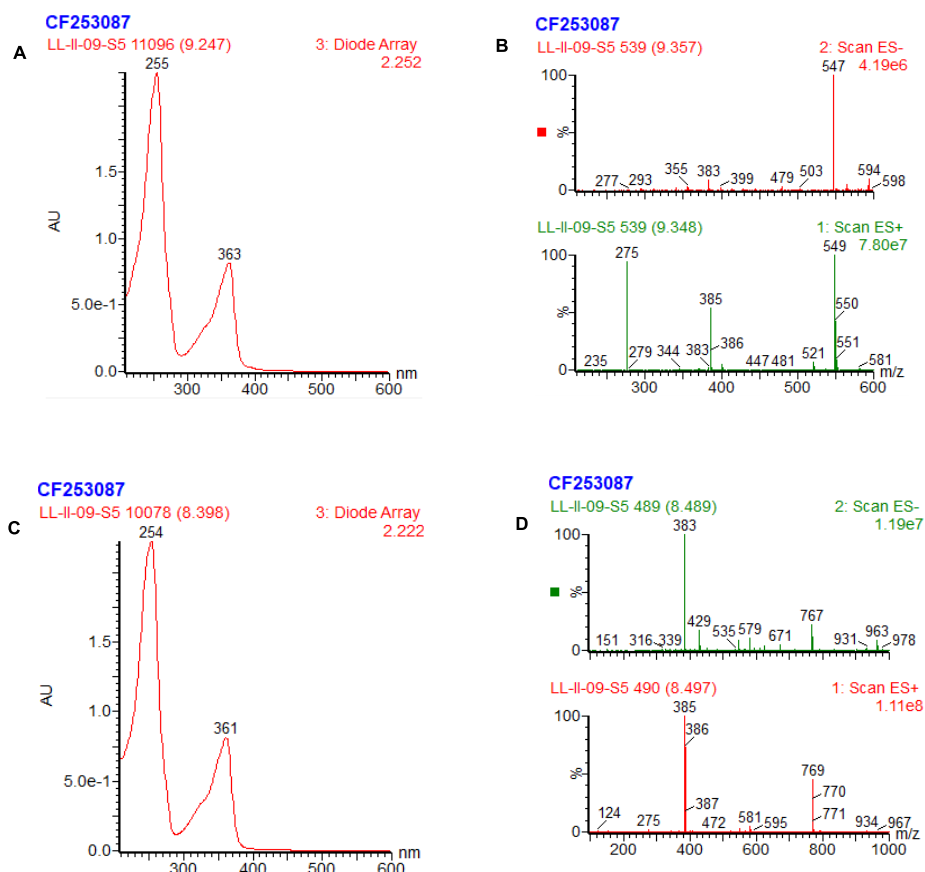 A
CF253087
LL-II-09-S5 11096 (9.247)
3: Diode Array
2.252
255
363
1.5
1.0
5.0e-1
0.0
AU
300
400
500
600
nm
B
CF253087
LL-II-09-S5 539 (9.357)
2: Scan ES-
4.19e6
100
%
0
547
277
293
355
383
399
479
503
594
598
LL-II-09-S5 539 (9.348)
1: Scan ES+
7.80e7
100
%
0
275
549
385
550
386
551
235
279
344
383
447
481
521
581
300
400
500
600
m/z
C
CF253087
LL-II-09-S5 10078 (8.398)
3: Diode Array
2.222
254
361
1.5
1.0
5.0e-1
0.0
AU
300
400
500
600
nm
D
CF253087
LL-II-09-S5 489 (8.489)
2: Scan ES-
1.19e7
100
%
0
383
151
316
339
429
535
579
671
767
931
963
978
LL-II-09-S5 490 (8.497)
1: Scan ES+
1.11e8
100
%
0
385
386
387
769
770
771
124
275
472
581
595
934
967
200
400
600
800
1000
m/z